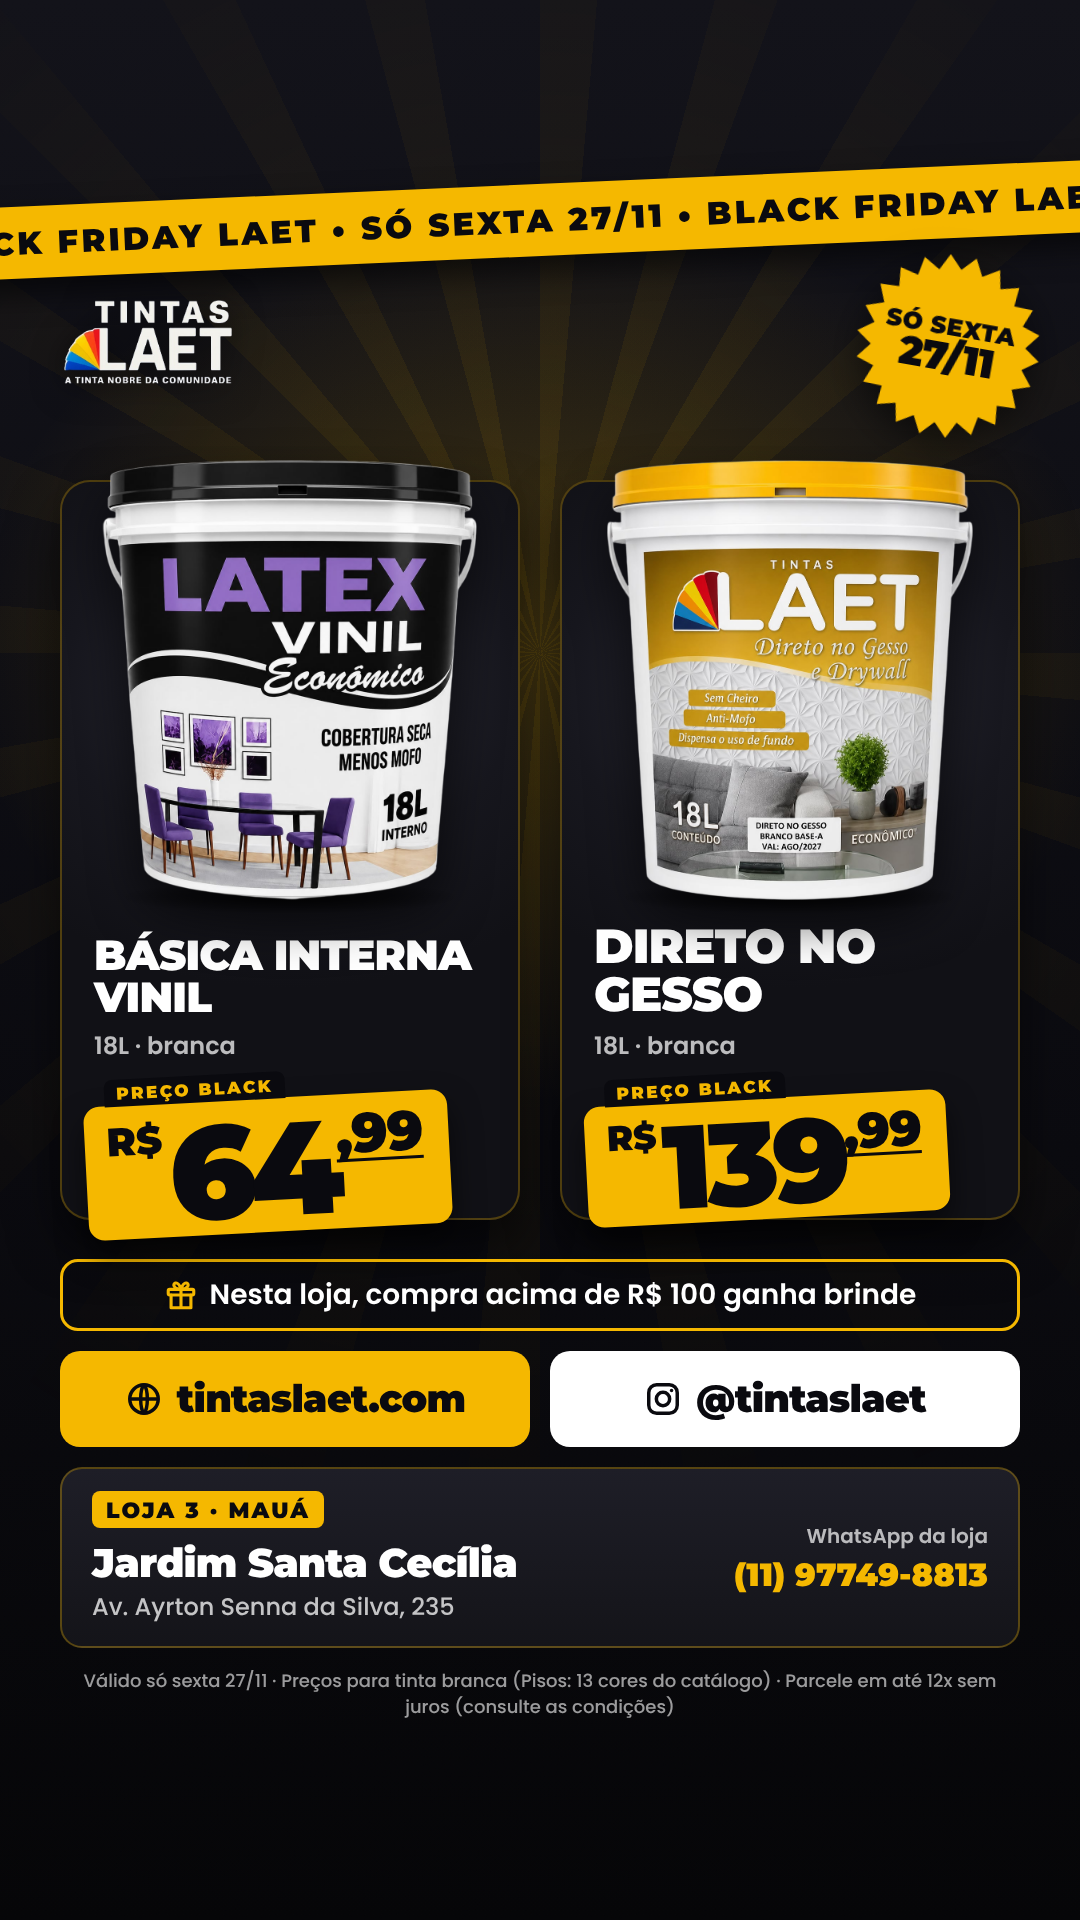 CK FRIDAY LAET • SÓ SEXTA 27/11 • BLACK FRIDAY LAE
TINTAS
LAET
A TINTA NOBRE DA COMUNIDADE
SÓ SEXTA
27/11
LATEX
VINIL
Econômico
COBERTURA SECA
MENOS MOFO
18L
INTERNO
TINTAS
LAET
Direto no Gesso
e Drywall
Sem Cheiro
Anti-Mofo
Dispensa o uso de fundo
18L
CONTEÚDO
DIRETO NO GESSO
BRANCO BASE-A
VAL: AGO/2027
ECONÔMICO
BÁSICA INTERNA
VINIL
18L · branca
PREÇO BLACK
R$ 64,99
DIRETO NO
GESSO
18L · branca
PREÇO BLACK
R$ 139,99
Nesta loja, compra acima de R$ 100 ganha brinde
tintaslaet.com
@tintaslaet
LOJA 3 · MAUÁ
Jardim Santa Cecília
Av. Ayrton Senna da Silva, 235
WhatsApp da loja
(11) 97749-8813
Válido só sexta 27/11 · Preços para tinta branca (Pisos: 13 cores do catálogo) · Parcele em até 12x sem
juros (consulte as condições)